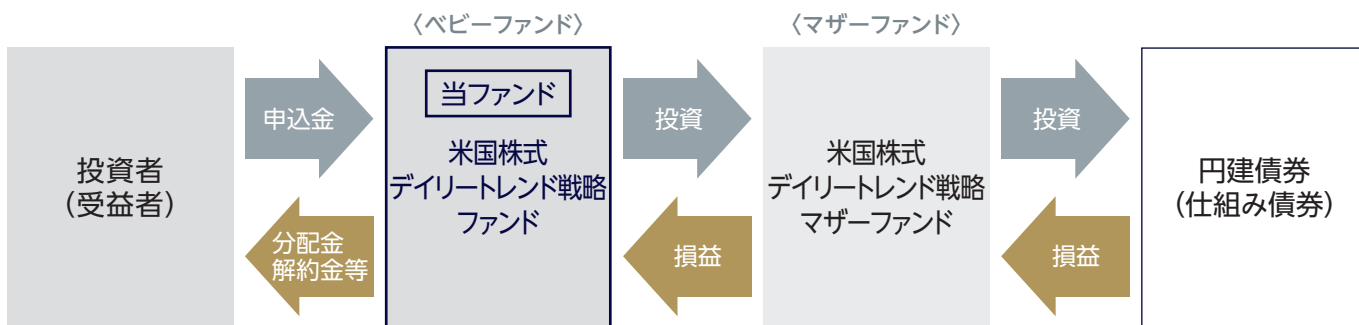 〈ベビーファンド〉
〈マザーファンド〉
投資者
(受益者)
申込金
分配金
解約金等
当ファンド
米国株式
デイリートレンド戦略
ファンド
投資
損益
米国株式
デイリートレンド戦略
マザーファンド
投資
損益
円建債券
(仕組み債券)